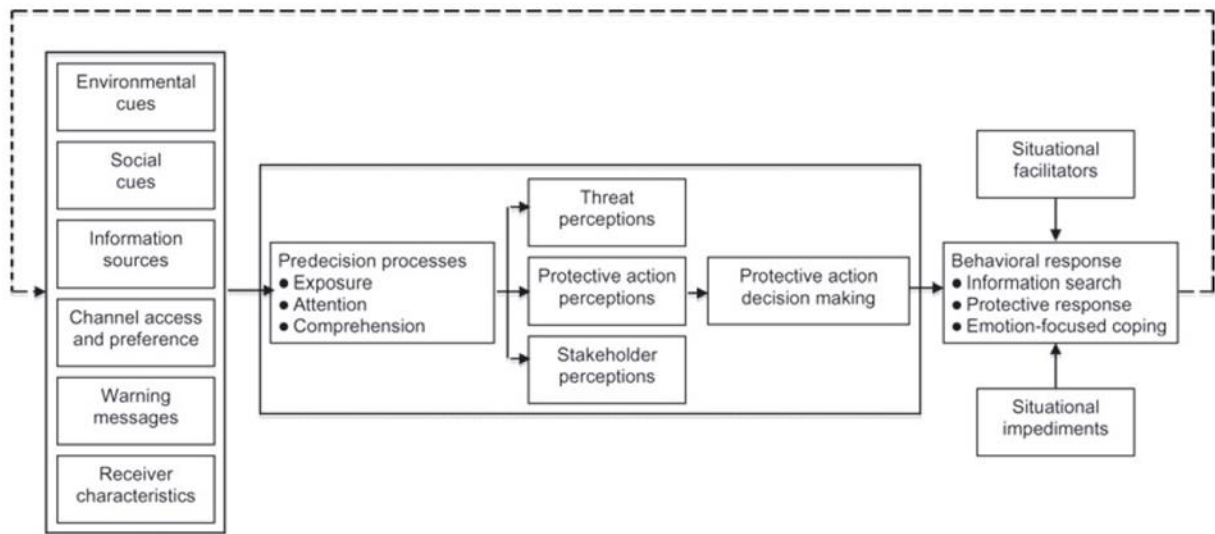 Environmental
cues
Social
cues
Information
sources
Channel access
and preference
Warning
messages
Receiver
characteristics
Predecision processes
● Exposure
● Attention
● Comprehension
Threat
perceptions
Protective action
perceptions
Stakeholder
perceptions
Protective action
decision making
Situational
facilitators
Behavioral response
● Information search
● Protective response
● Emotion-focused coping
Situational
impediments